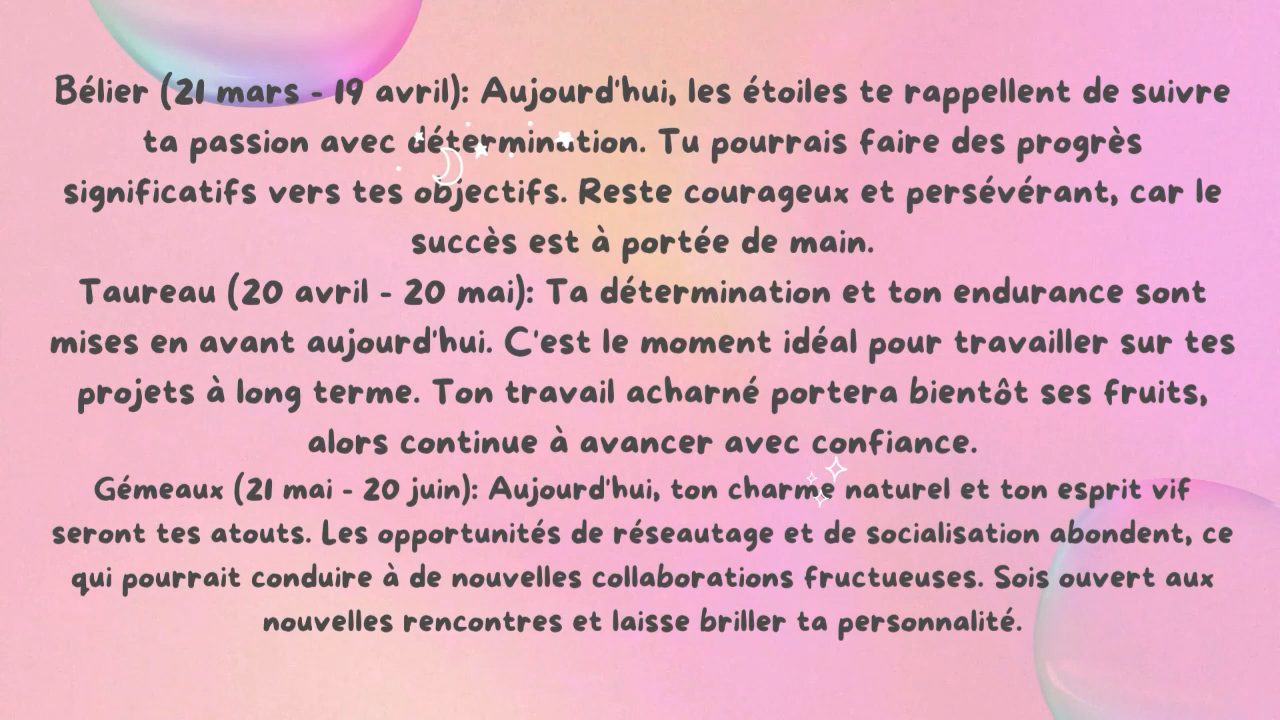 Bélier (21 mars - 19 avril): Aujourd'hui, les étoiles te rappellent de suivre
ta passion avec détermination. Tu pourrais faire des progrès
significatifs vers tes objectifs. Reste courageux et persévérant, car le
succès est à portée de main.
Taureau (20 avril - 20 mai): Ta détermination et ton endurance sont
mises en avant aujourd'hui. C'est le moment idéal pour travailler sur tes
projets à long terme. Ton travail acharné portera bientôt ses fruits,
alors continue à avancer avec confiance.
Gémeaux (21 mai - 20 juin): Aujourd'hui, ton charme naturel et ton esprit vif
seront tes atouts. Les opportunités de réseautage et de socialisation abondent, ce
qui pourrait conduire à de nouvelles collaborations fructueuses. Sois ouvert aux
nouvelles rencontres et laisse briller ta personnalité.